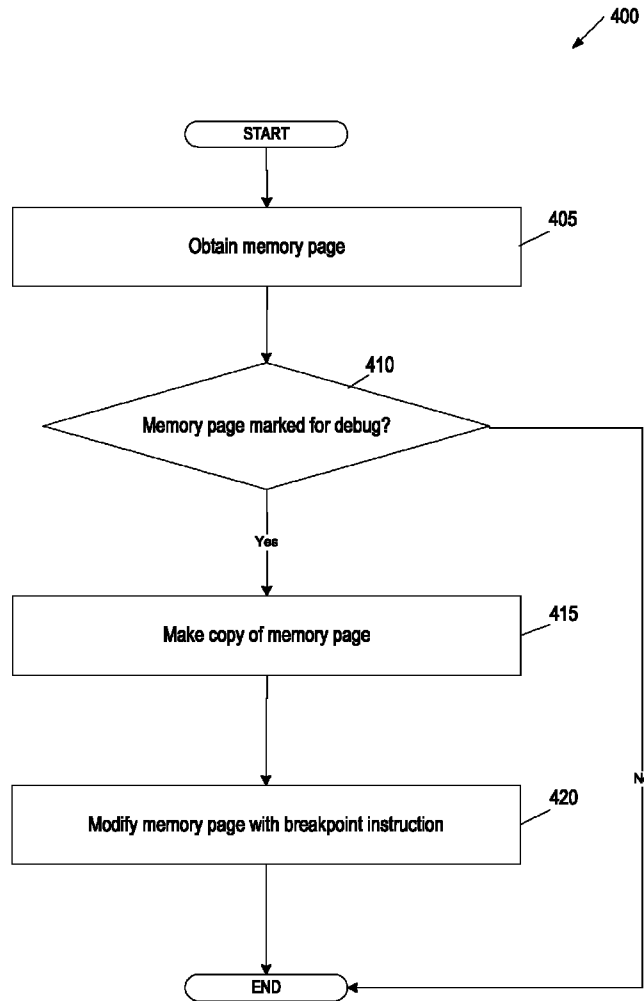 400
START
405
Obtain memory page
410
Memory page marked for debug?
Yes
415
Make copy of memory page
N
420
Modify memory page with breakpoint instruction
END